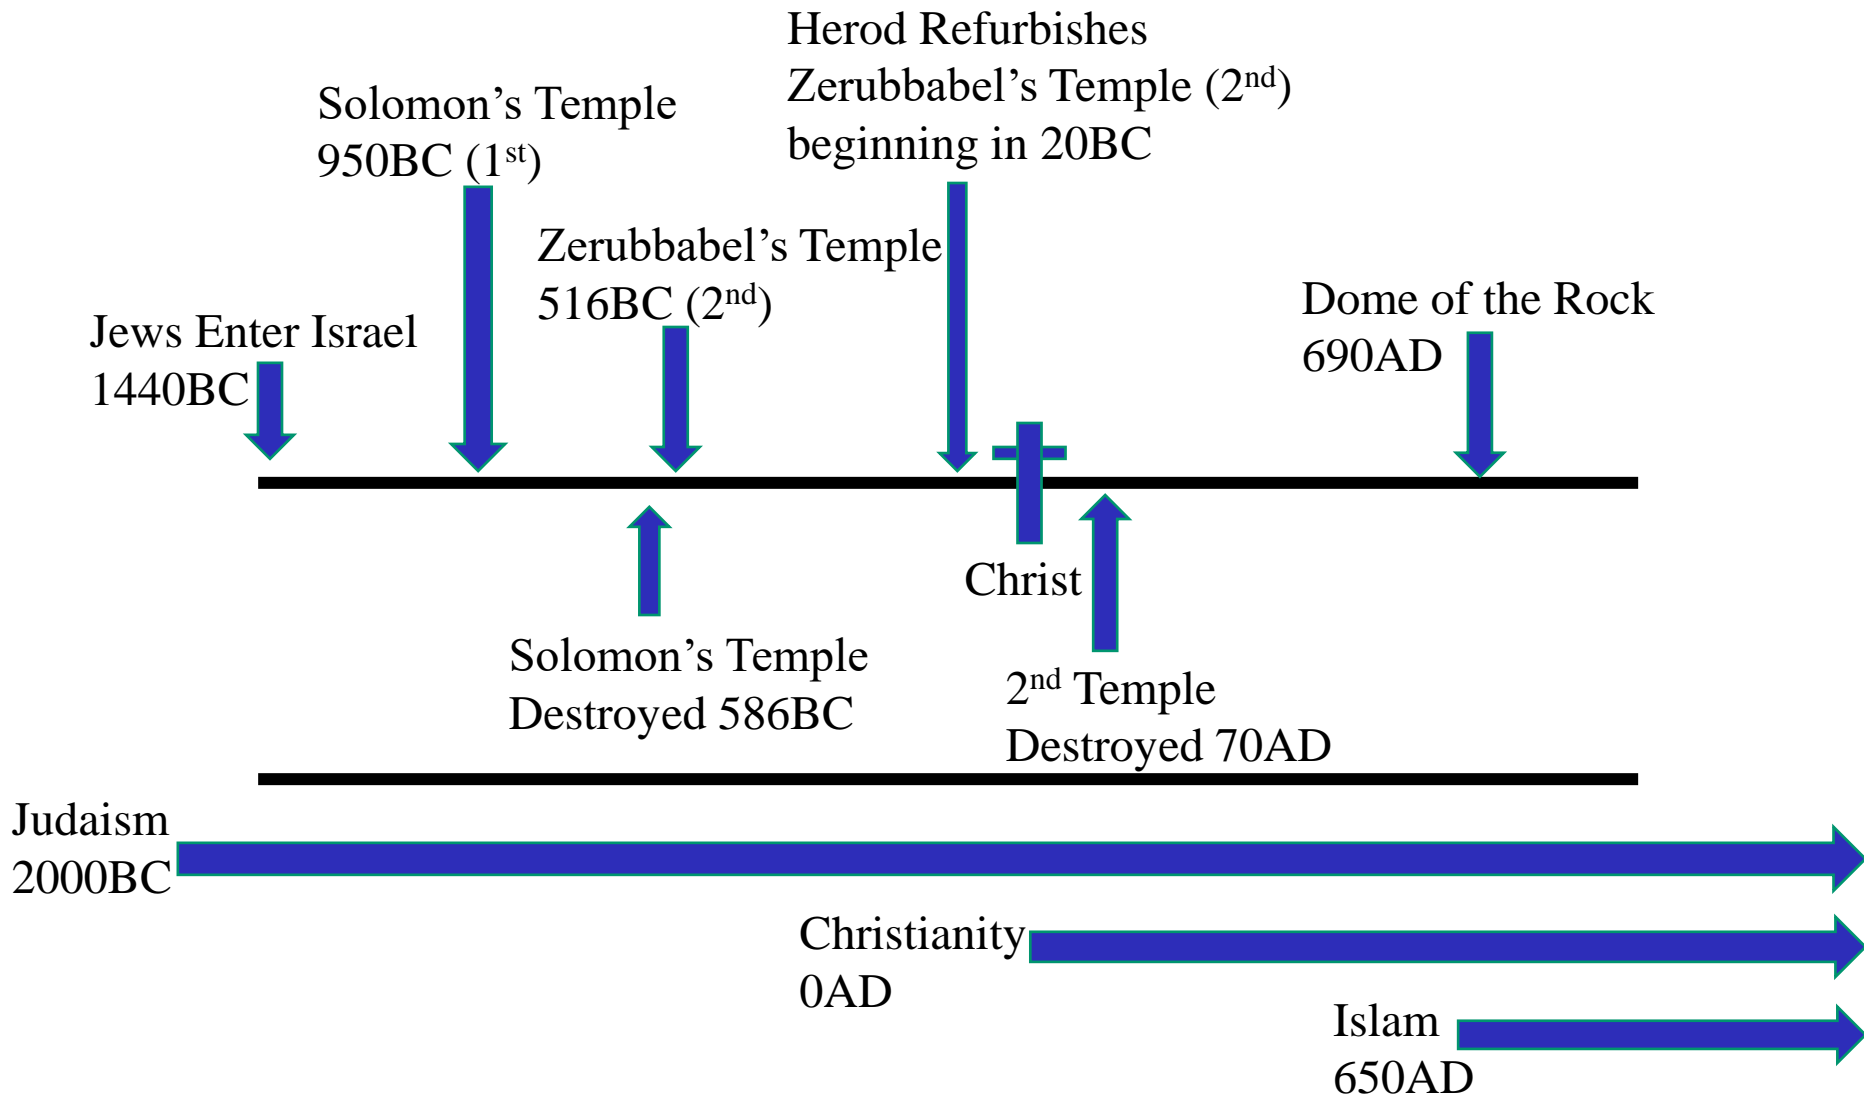 Herod Refurbishes
Zerubbabel’s Temple (2nd)
beginning in 20BC
Solomon’s Temple
950BC (1st)
Zerubbabel’s Temple
516BC (2nd)
Jews Enter Israel
1440BC
Dome of the Rock
690AD
Christ
Solomon’s Temple
Destroyed 586BC
2nd Temple
Destroyed 70AD
Judaism
2000BC
Christianity
0AD
Islam
650AD